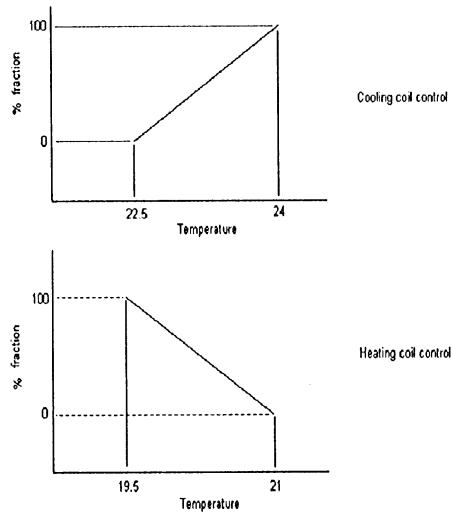 100
% fraction
Cooling coil control
0
22.5
24
Temperature
100
% fraction
Heating coil control
0
19.5
21
Temperature